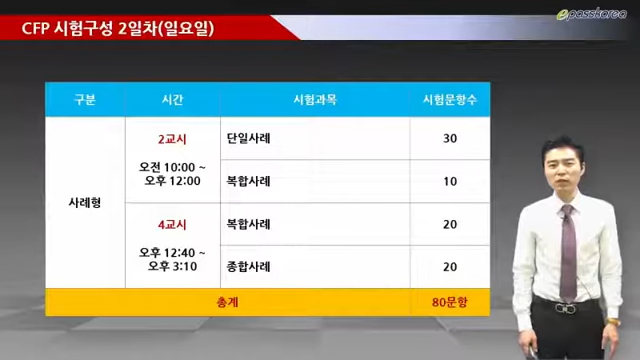 CFP 시험구성 2일차(일요일)
epasskorea
구분 시간 시험과목 시험문항수
사례형
2교시
오전 10:00 ~
오후 12:00
단일사례 30
복합사례 10
4교시
오후 12:40 ~
오후 3:10
복합사례 20
종합사례 20
총계 80문항